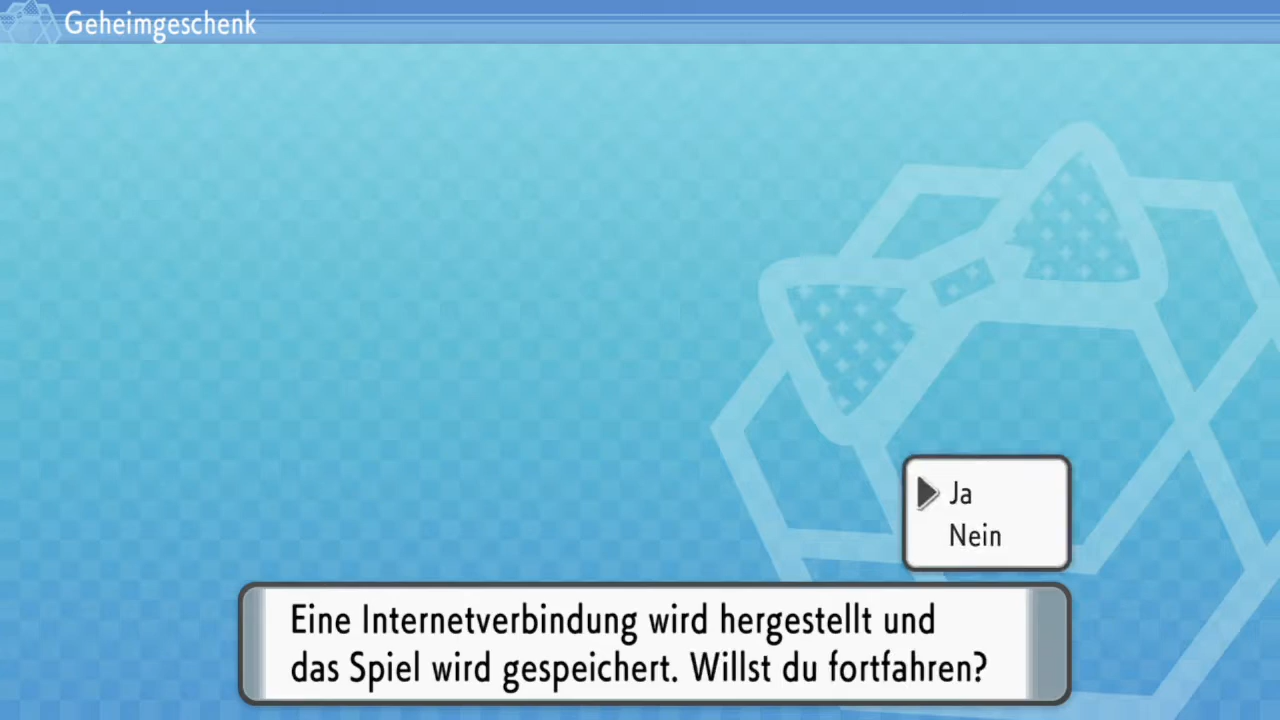 Geheimgeschenk
Ja
Nein
Eine Internetverbindung wird hergestellt und
das Spiel wird gespeichert. Willst du fortfahren?